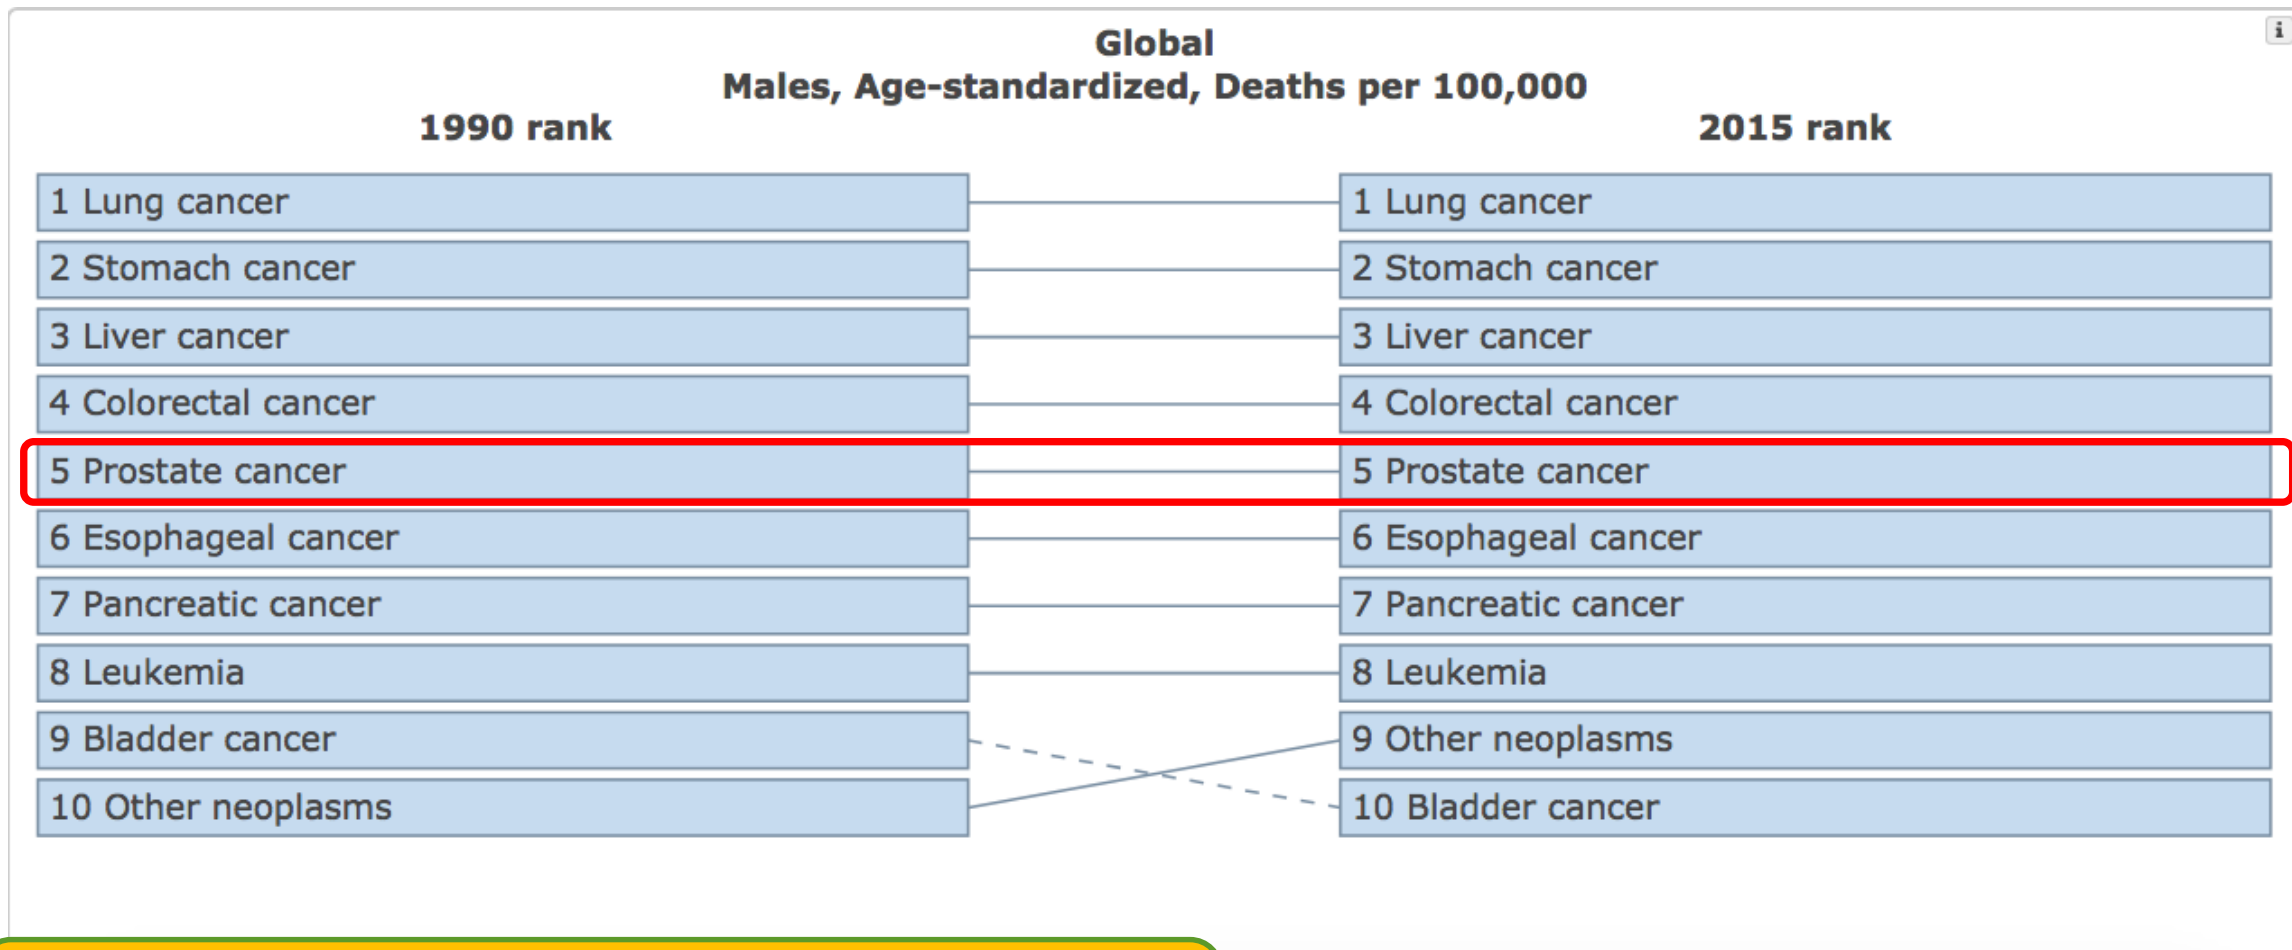 i
Global
Males, Age-standardized, Deaths per 100,000
1990 rank
2015 rank
1 Lung cancer
1 Lung cancer
2 Stomach cancer
2 Stomach cancer
3 Liver cancer
3 Liver cancer
4 Colorectal cancer
4 Colorectal cancer
5 Prostate cancer
5 Prostate cancer
6 Esophageal cancer
6 Esophageal cancer
7 Pancreatic cancer
7 Pancreatic cancer
8 Leukemia
8 Leukemia
9 Bladder cancer
9 Other neoplasms
10 Other neoplasms
10 Bladder cancer